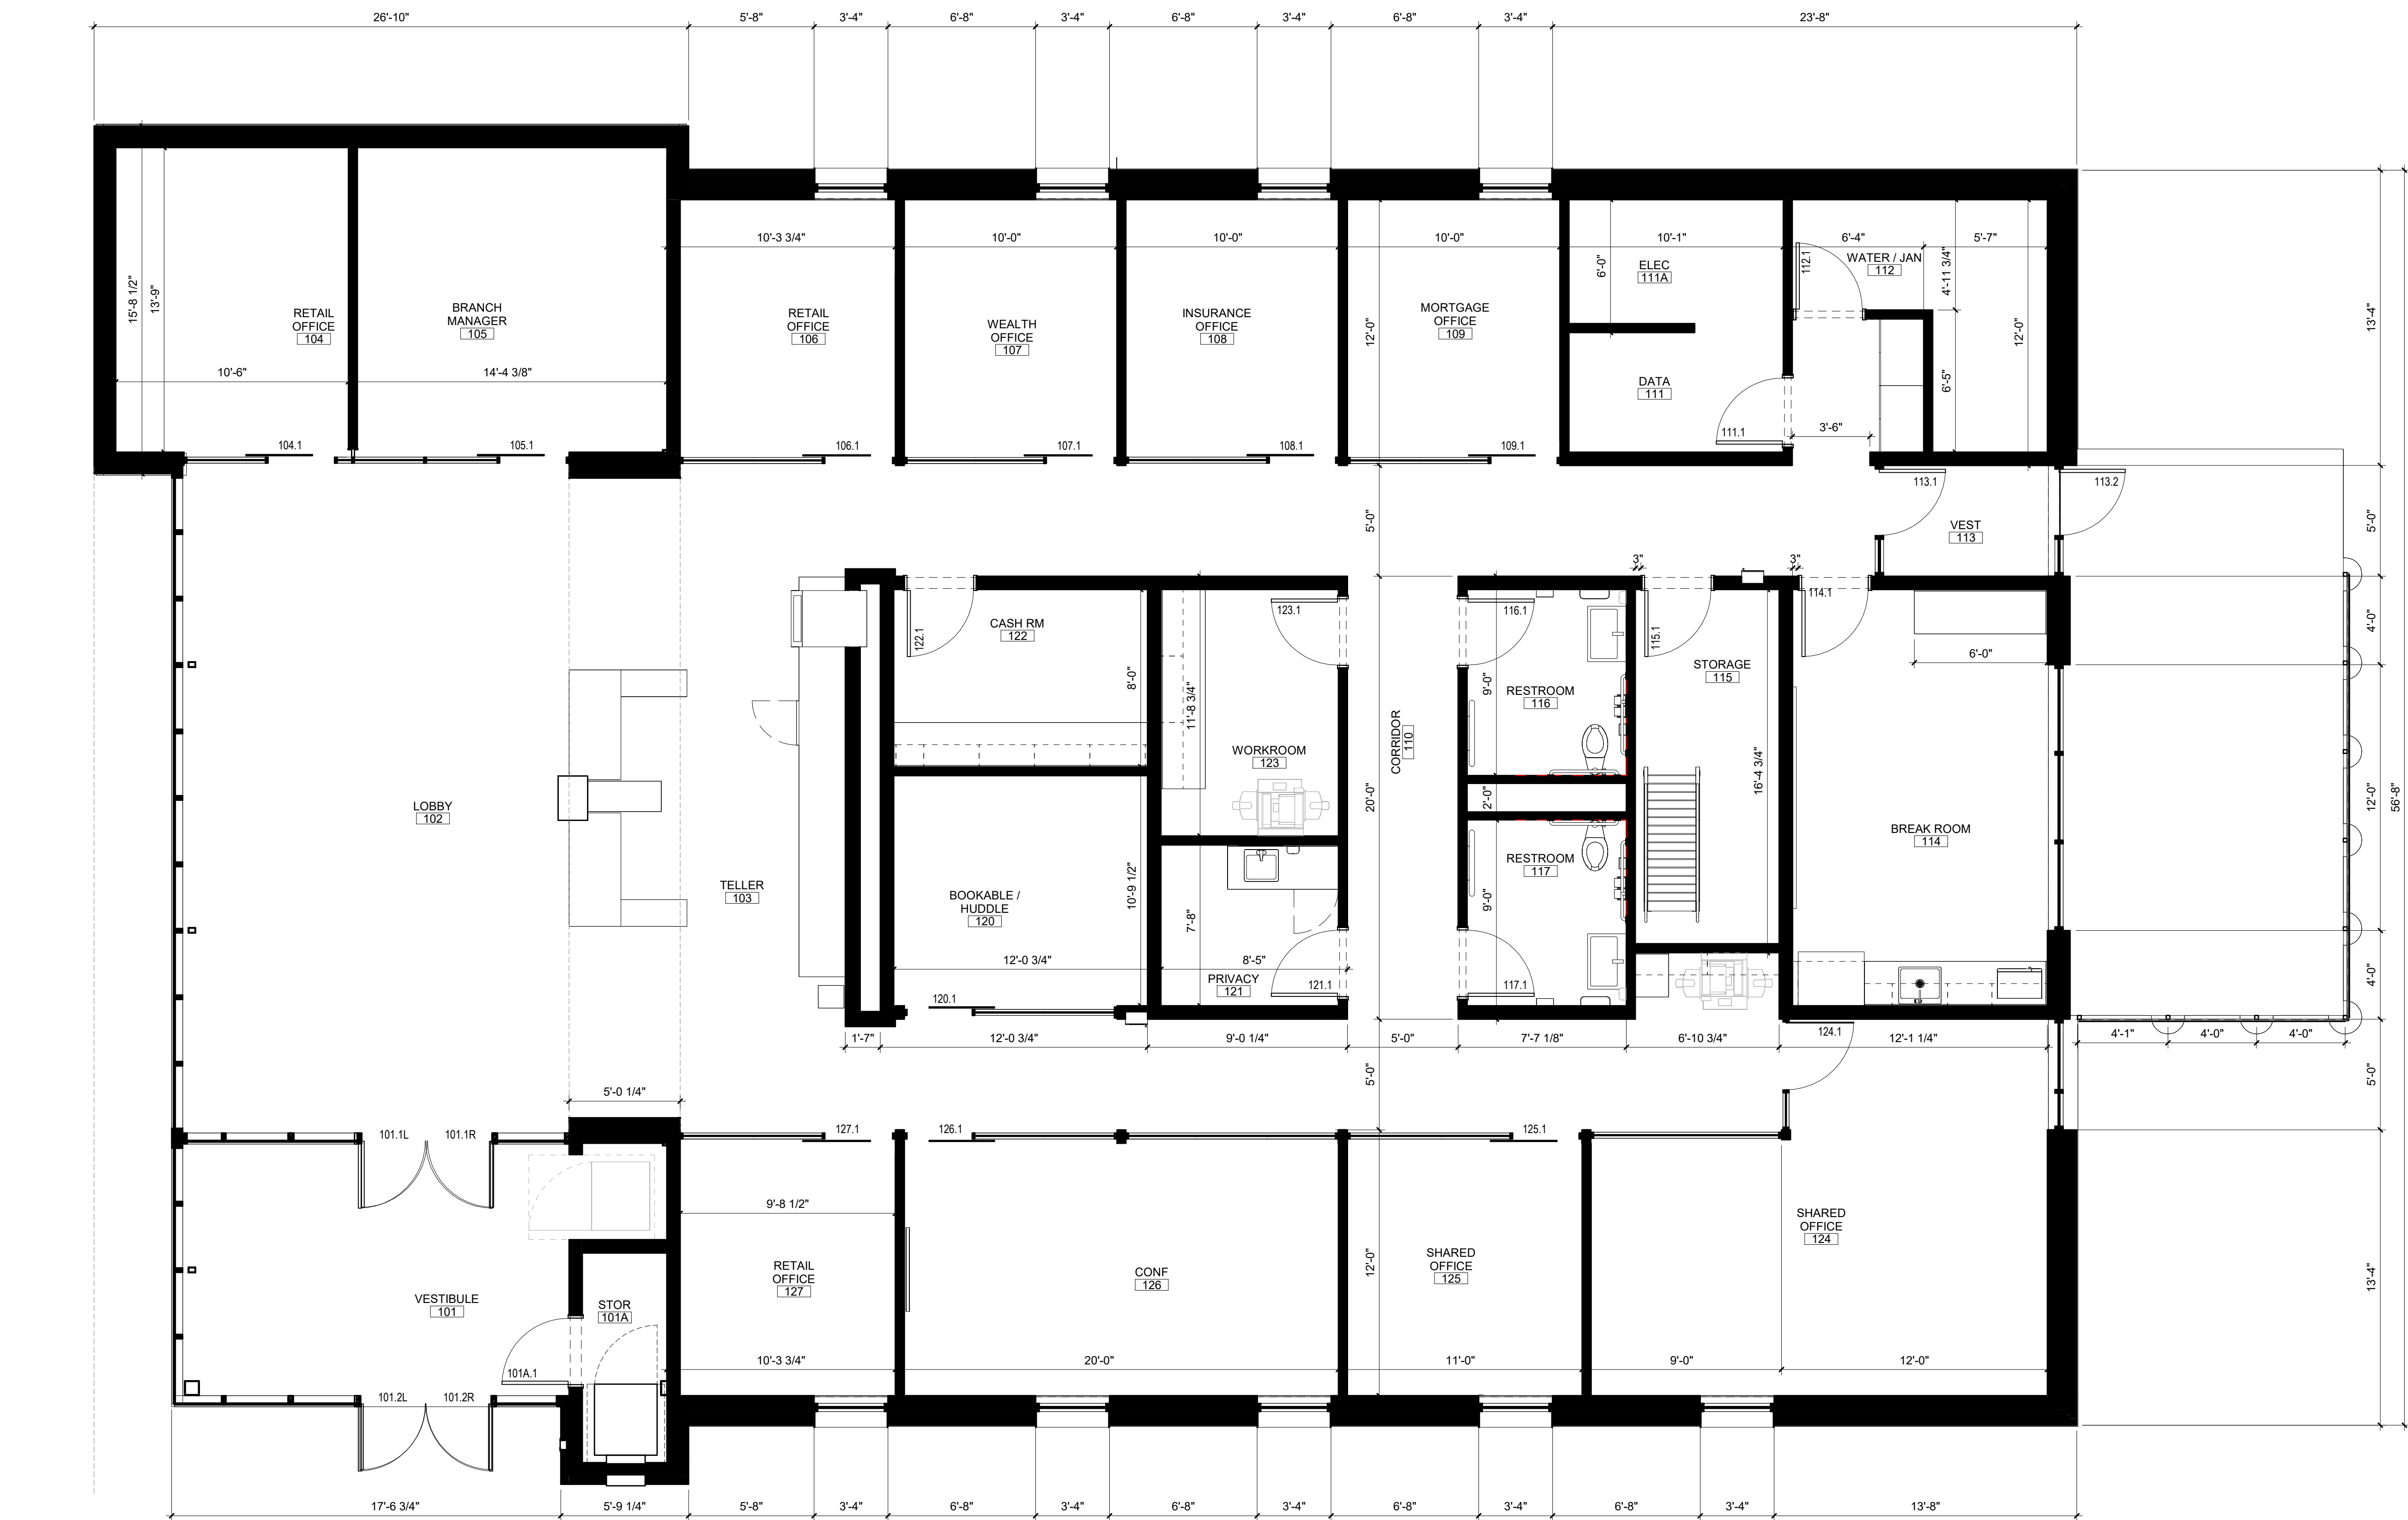 26'-10" 5'-8" 3'-4" 6'-8" 3'-4" 6'-8" 3'-4" 6'-8" 3'-4" 23'-8"
10'-3 3/4" 10'-0" 10'-0" 10'-0" 10'-1" 6'-4" 5'-7"
15'-8 1/2"
13'-9"
12'-0"
6'-0"
4'-11 3/4"
6'-5"
12'-0"
13'-4"
RETAIL
OFFICE
104
BRANCH
MANAGER
105
RETAIL
OFFICE
106
WEALTH
OFFICE
107
INSURANCE
OFFICE
108
MORTGAGE
OFFICE
109
ELEC
111A
DATA
111
WATER / JAN
112
112.1
10'-6" 14'-4 3/8"
3'-6"
104.1 105.1 106.1 107.1 108.1 109.1 111.1
113.1 113.2
VEST
113
5'-0"
5'-0"
3" 3"
122.1
CASH RM
122
8'-0"
123.1
11'-8 3/4"
WORKROOM
123
CORRIDOR
110
20'-0"
116.1
9'-0"
RESTROOM
116
2'-0"
RESTROOM
117
9'-0"
117.1
115.1
STORAGE
115
16'-4 3/4"
114.1
6'-0"
BREAK ROOM
114
4'-0"
12'-0"
56'-8"
4'-0"
LOBBY
102
TELLER
103
BOOKABLE /
HUDDLE
120
10'-9 1/2"
12'-0 3/4"
120.1
7'-8"
8'-5"
PRIVACY
121
121.1
1'-7" 12'-0 3/4" 9'-0 1/4" 5'-0" 7'-7 1/8" 6'-10 3/4" 12'-1 1/4"
124.1
4'-1" 4'-0" 4'-0"
5'-0"
5'-0"
5'-0 1/4"
101.1L 101.1R 127.1 126.1 125.1
9'-8 1/2"
RETAIL
OFFICE
127
CONF
126
12'-0"
SHARED
OFFICE
125
SHARED
OFFICE
124
13'-4"
VESTIBULE
101
STOR
101A
101A.1
10'-3 3/4" 20'-0" 11'-0" 9'-0" 12'-0"
101.2L 101.2R
17'-6 3/4" 5'-9 1/4" 5'-8" 3'-4" 6'-8" 3'-4" 6'-8" 3'-4" 6'-8" 3'-4" 6'-8" 3'-4" 13'-8"